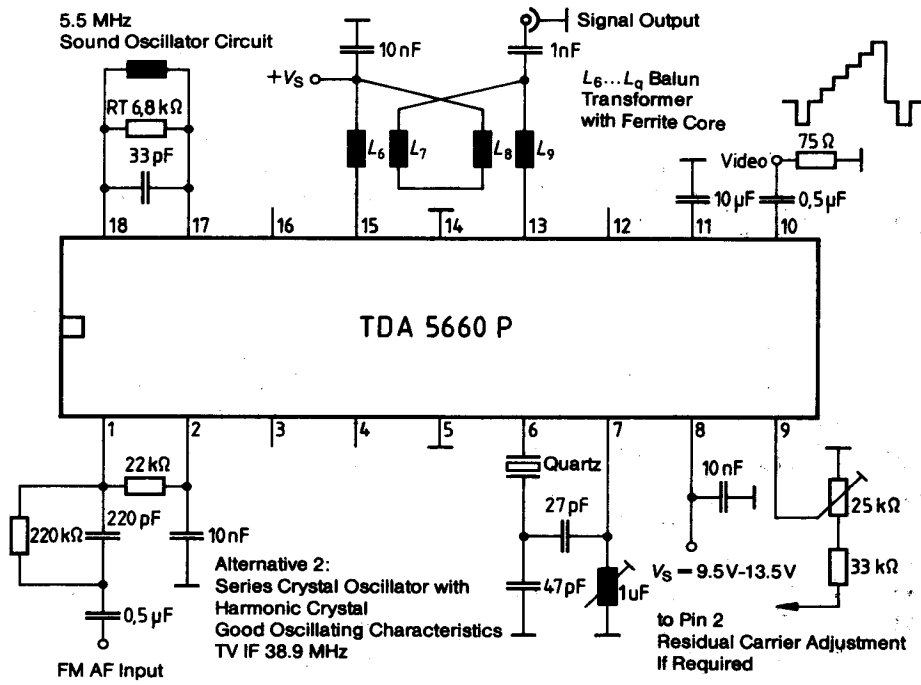 5.5 MHz
Sound Oscillator Circuit
Signal Output
10 nF
1nF
+VS
L6...Lq Balun
Transformer
with Ferrite Core
RT 6,8 kΩ
33 pF
L6
L7
L8
L9
75 Ω
Video
10 µF
0,5 µF
18
17
16
15
14
13
12
11
10
TDA 5660 P
1
2
3
4
5
6
7
8
9
22 kΩ
220 kΩ
220 pF
10 nF
0,5 µF
FM AF Input
Alternative 2:
Series Crystal Oscillator with
Harmonic Crystal
Good Oscillating Characteristics
TV IF 38.9 MHz
Quartz
27 pF
47 pF
1uF
10 nF
25 kΩ
33 kΩ
VS = 9.5V-13.5V
to Pin 2
Residual Carrier Adjustment
If Required